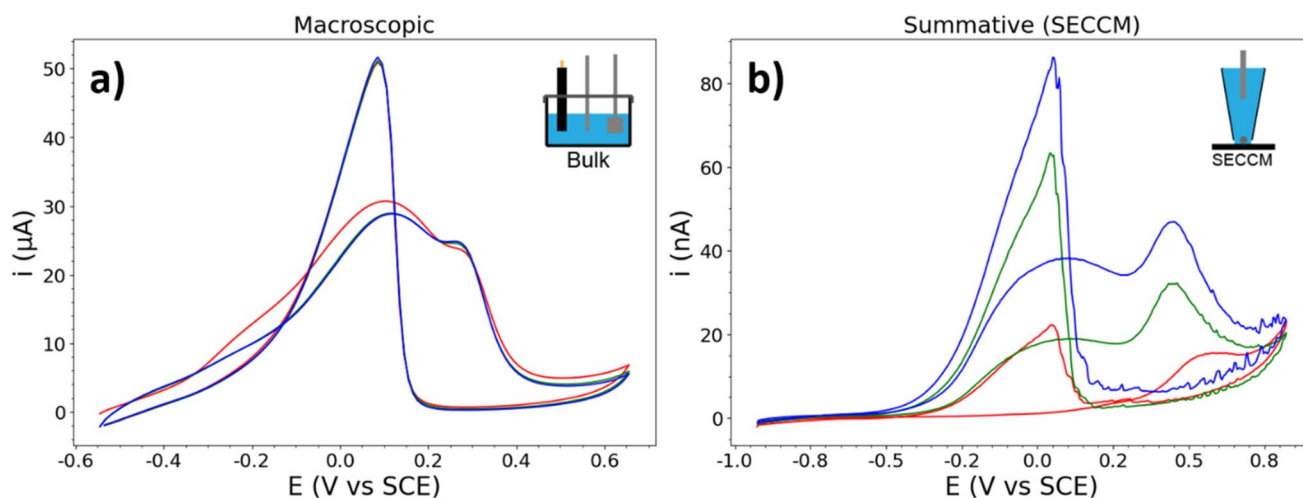 Macroscopic
a)
50
40
30
20
10
0
i (μA)
-0.6
-0.4
-0.2
0.0
0.2
0.4
0.6
E (V vs SCE)
Bulk
Summative (SECCM)
b)
80
60
40
20
0
i (nA)
-1.0
-0.8
-0.5
-0.2
0.0
0.2
0.5
0.8
E (V vs SCE)
SECCM